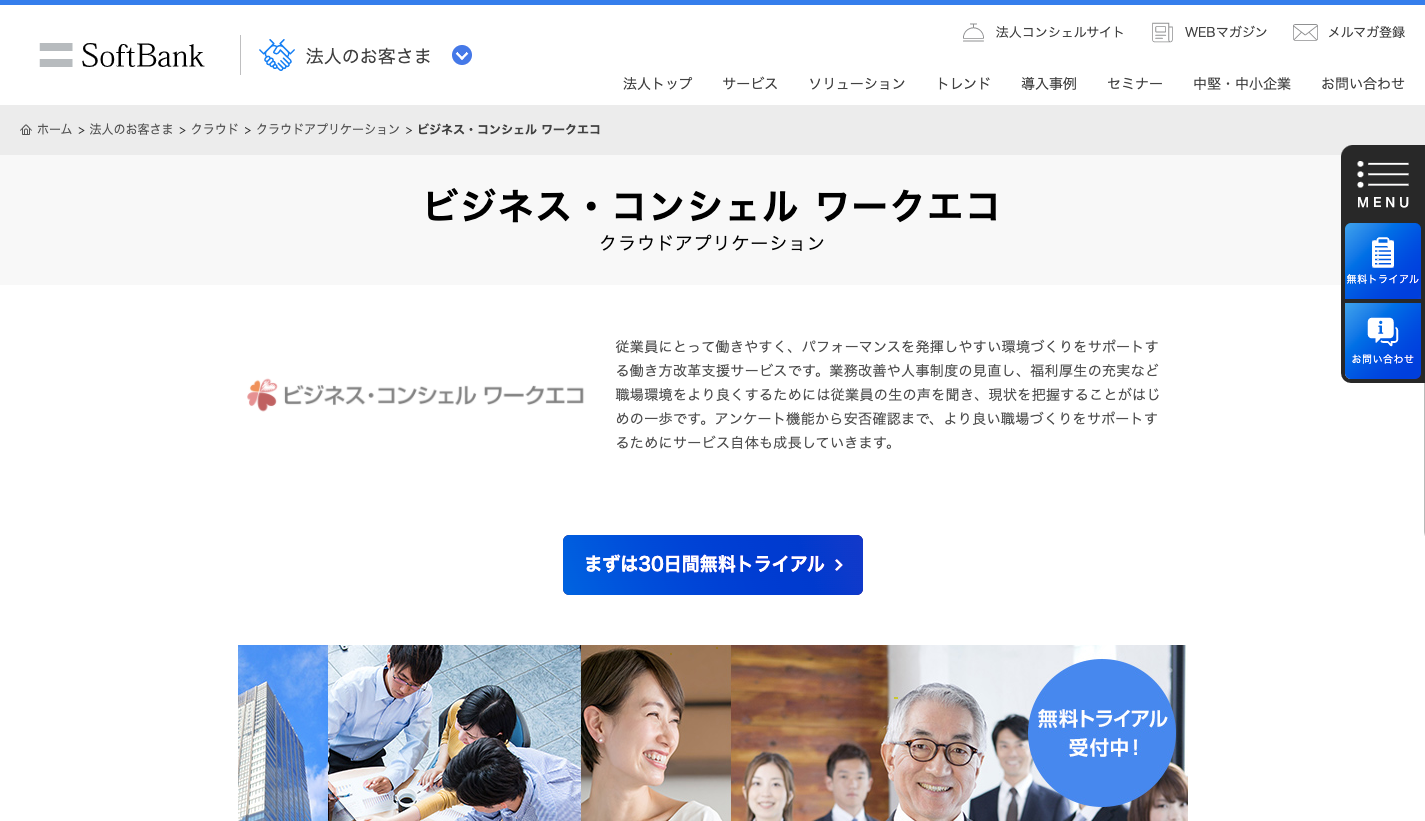 SoftBank
法人のお客さま
法人コンシェルサイト
WEBマガジン
メルマガ登録
法人トップ
サービス
ソリューション
トレンド
導入事例
セミナー
中堅・中小企業
お問い合わせ
ホーム > 法人のお客さま > クラウド > クラウドアプリケーション > ビジネス・コンシェル ワークエコ
MENU
無料トライアル
お問い合わせ
ビジネス・コンシェル ワークエコ
クラウドアプリケーション
ビジネス・コンシェル ワークエコ
従業員にとって働きやすく、パフォーマンスを発揮しやすい環境づくりをサポートす
る働き方改革支援サービスです。業務改善や人事制度の見直し、福利厚生の充実など
職場環境をより良くするためには従業員の生の声を聞き、現状を把握することがはじ
めの一歩です。アンケート機能から安否確認まで、より良い職場づくりをサポートす
るためにサービス自体も成長していきます。
まずは30日間無料トライアル
無料トライアル
受付中!